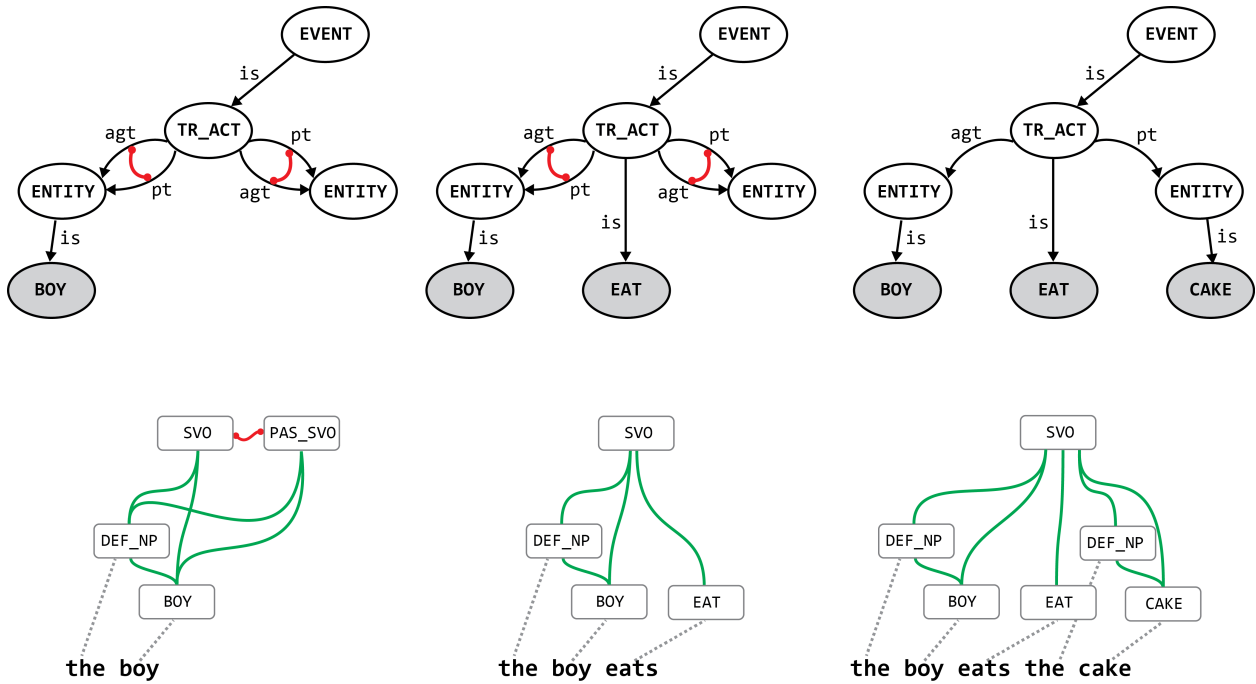 EVENT
is
agt
TR_ACT
pt
ENTITY
pt
agt
ENTITY
is
BOY
EVENT
is
agt
TR_ACT
pt
ENTITY
pt
agt
ENTITY
is
is
BOY
EAT
EVENT
is
agt
TR_ACT
pt
ENTITY
ENTITY
is
is
is
BOY
EAT
CAKE
SVO
PAS_SVO
DEF_NP
BOY
the boy
SVO
DEF_NP
BOY
EAT
the boy eats
SVO
DEF_NP
DEF_NP
BOY
EAT
CAKE
the boy eats the cake